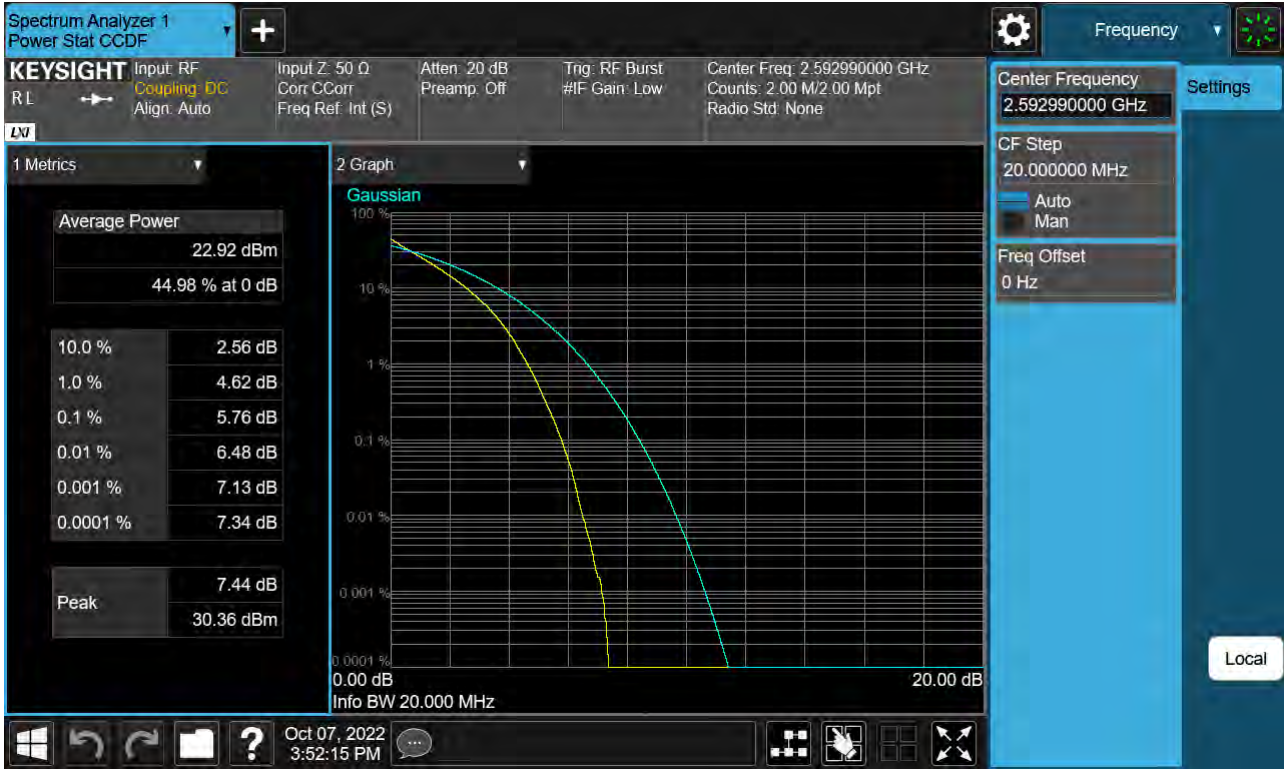 Spectrum Analyzer 1
Power Stat CCDF
Frequency
KEYSIGHT
R L
LXI
Input: RF
Coupling: DC
Align: Auto
Input Z: 50 Ω
Corr CCorr
Freq Ref: Int (S)
Atten: 20 dB
Preamp: Off
Trig: RF Burst
#IF Gain: Low
Center Freq: 2.592990000 GHz
Counts: 2.00 M/2.00 Mpt
Radio Std: None
Center Frequency
2.592990000 GHz
Settings
CF Step
20.000000 MHz
Auto
Man
Freq Offset
0 Hz
Local
1 Metrics
Average Power
22.92 dBm
44.98 % at 0 dB
10.0 % 2.56 dB
1.0 % 4.62 dB
0.1 % 5.76 dB
0.01 % 6.48 dB
0.001 % 7.13 dB
0.0001 % 7.34 dB
Peak
7.44 dB
30.36 dBm
2 Graph
Gaussian
100 %
10 %
1 %
0.1 %
0.01 %
0.001 %
0.0001 %
0.00 dB 20.00 dB
Info BW 20.000 MHz
?
Oct 07, 2022
3:52:15 PM